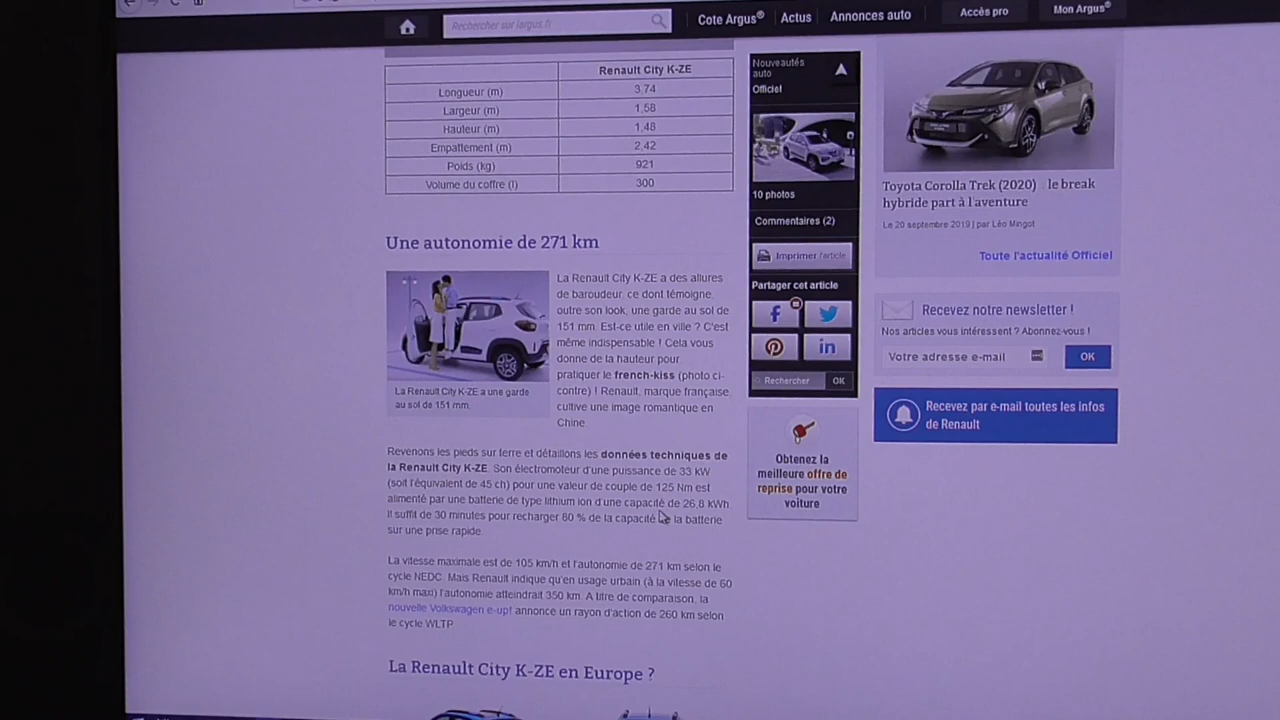 Rechercher sur largus.fr
Cote Argus®
Actus
Annonces auto
Accès pro
Mon Argus®
Renault City K-ZE
Longueur (m) 3,74
Largeur (m) 1,58
Hauteur (m) 1,48
Empattement (m) 2,42
Poids (kg) 921
Volume du coffre (l) 300
Une autonomie de 271 km
La Renault City K-ZE a une garde
au sol de 151 mm.
La Renault City K-ZE a des allures
de baroudeur, ce dont témoigne,
outre son look, une garde au sol de
151 mm. Est-ce utile en ville ? C'est
même indispensable ! Cela vous
donne de la hauteur pour
pratiquer le french-kiss (photo ci-
contre) ! Renault, marque française,
cultive une image romantique en
Chine.
Revenons les pieds sur terre et détaillons les données techniques de
la Renault City K-ZE. Son électromoteur d'une puissance de 33 kW
(soit l'équivalent de 45 ch) pour une valeur de couple de 125 Nm est
alimenté par une batterie de type lithium ion d'une capacité de 26,8 kWh
Il suffit de 30 minutes pour recharger 80 % de la capacité de la batterie
sur une prise rapide.
La vitesse maximale est de 105 km/h et l'autonomie de 271 km selon le
cycle NEDC. Mais Renault indique qu'en usage urbain (à la vitesse de 60
km/h maxi) l'autonomie atteindrait 350 km. A titre de comparaison, la
nouvelle Volkswagen e-up! annonce un rayon d'action de 260 km selon
le cycle WLTP.
La Renault City K-ZE en Europe ?
Nouveautés
auto
Officiel
10 photos
Commentaires (2)
Imprimer l'article
Partager cet article
Rechercher OK
Obtenez la
meilleure offre de
reprise pour votre
voiture
Toyota Corolla Trek (2020) : le break
hybride part à l'aventure
Le 20 septembre 2019 | par Léo Mingot
Toute l'actualité Officiel
Recevez notre newsletter !
Nos articles vous intéressent ? Abonnez-vous !
Votre adresse e-mail OK
Recevez par e-mail toutes les infos
de Renault